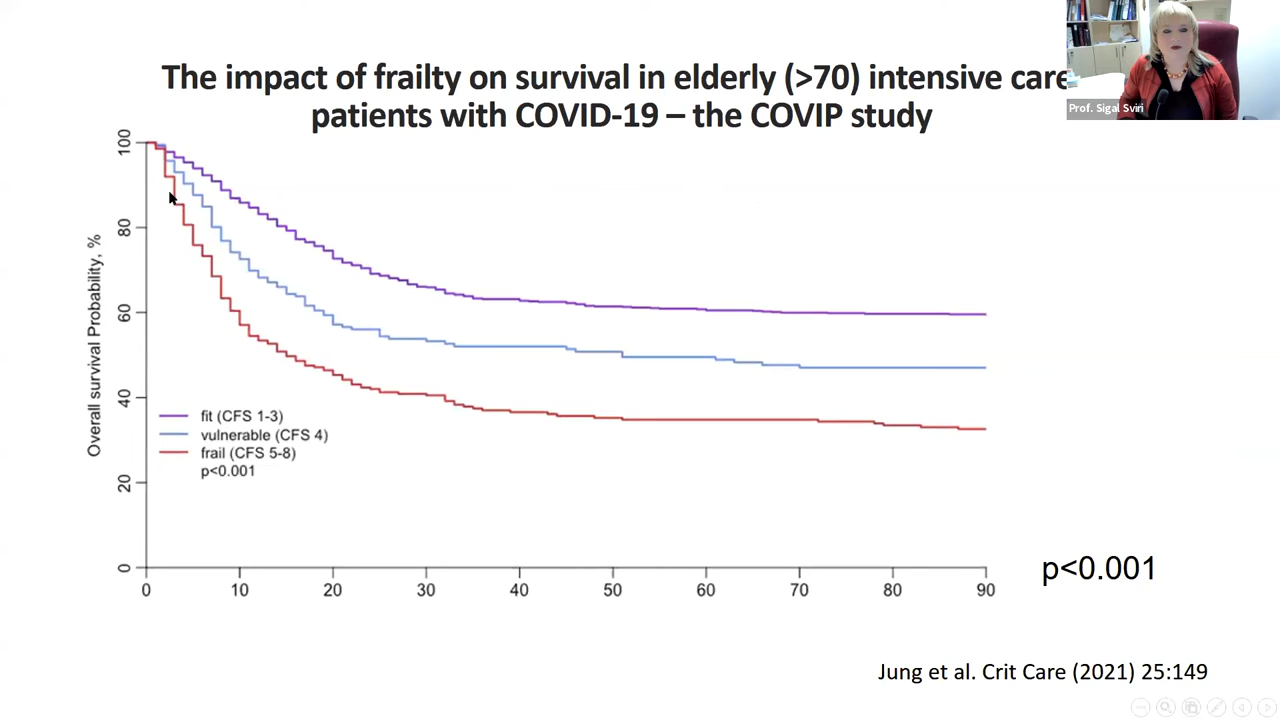 The impact of frailty on survival in elderly (>70) intensive care
patients with COVID-19 – the COVIP study
Prof. Sigal Sviri
Overall survival Probability, %
100
80
60
40
20
0
fit (CFS 1-3)
vulnerable (CFS 4)
frail (CFS 5-8)
p<0.001
0 10 20 30 40 50 60 70 80 90
p<0.001
Jung et al. Crit Care (2021) 25:149